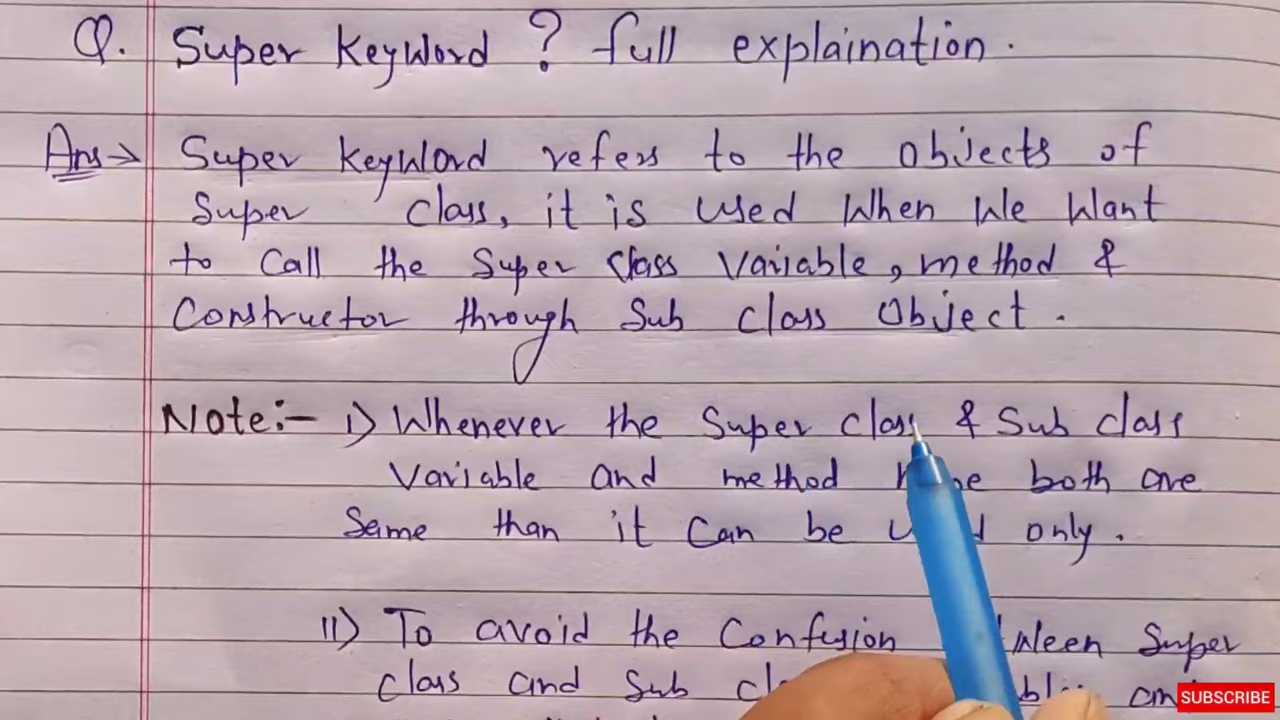 Q. Super Keyword ? full explaination.
Ans→ Super Keyword refers to the Objects of
Super class, it is used When We Want
to Call the Super Class Variable, method &
Constructor through Sub class Object.
Note:- i) Whenever the Super class & Sub class
Variable and method both are
Same than it Can be only.
ii) To avoid the Confusion Super
class and Sub
SUBSCRIBE